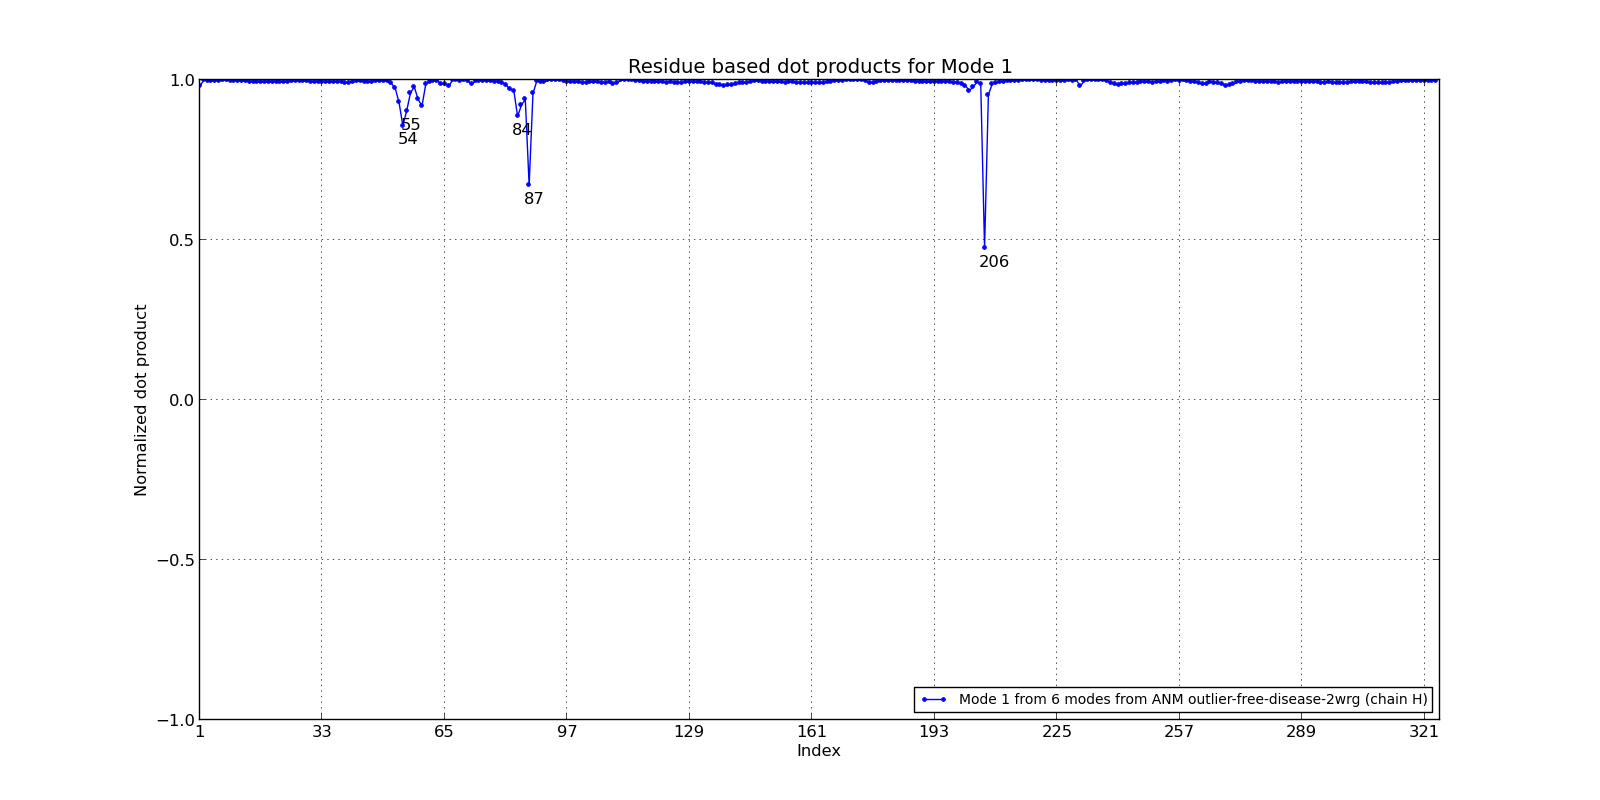 Residue based dot products for Mode 1
1.0
0.5
0.0
−0.5
−1.0
Normalized dot product
55
54
84
87
206
Mode 1 from 6 modes from ANM outlier-free-disease-2wrg (chain H)
1 33 65 97 129 161 193 225 257 289 321
Index